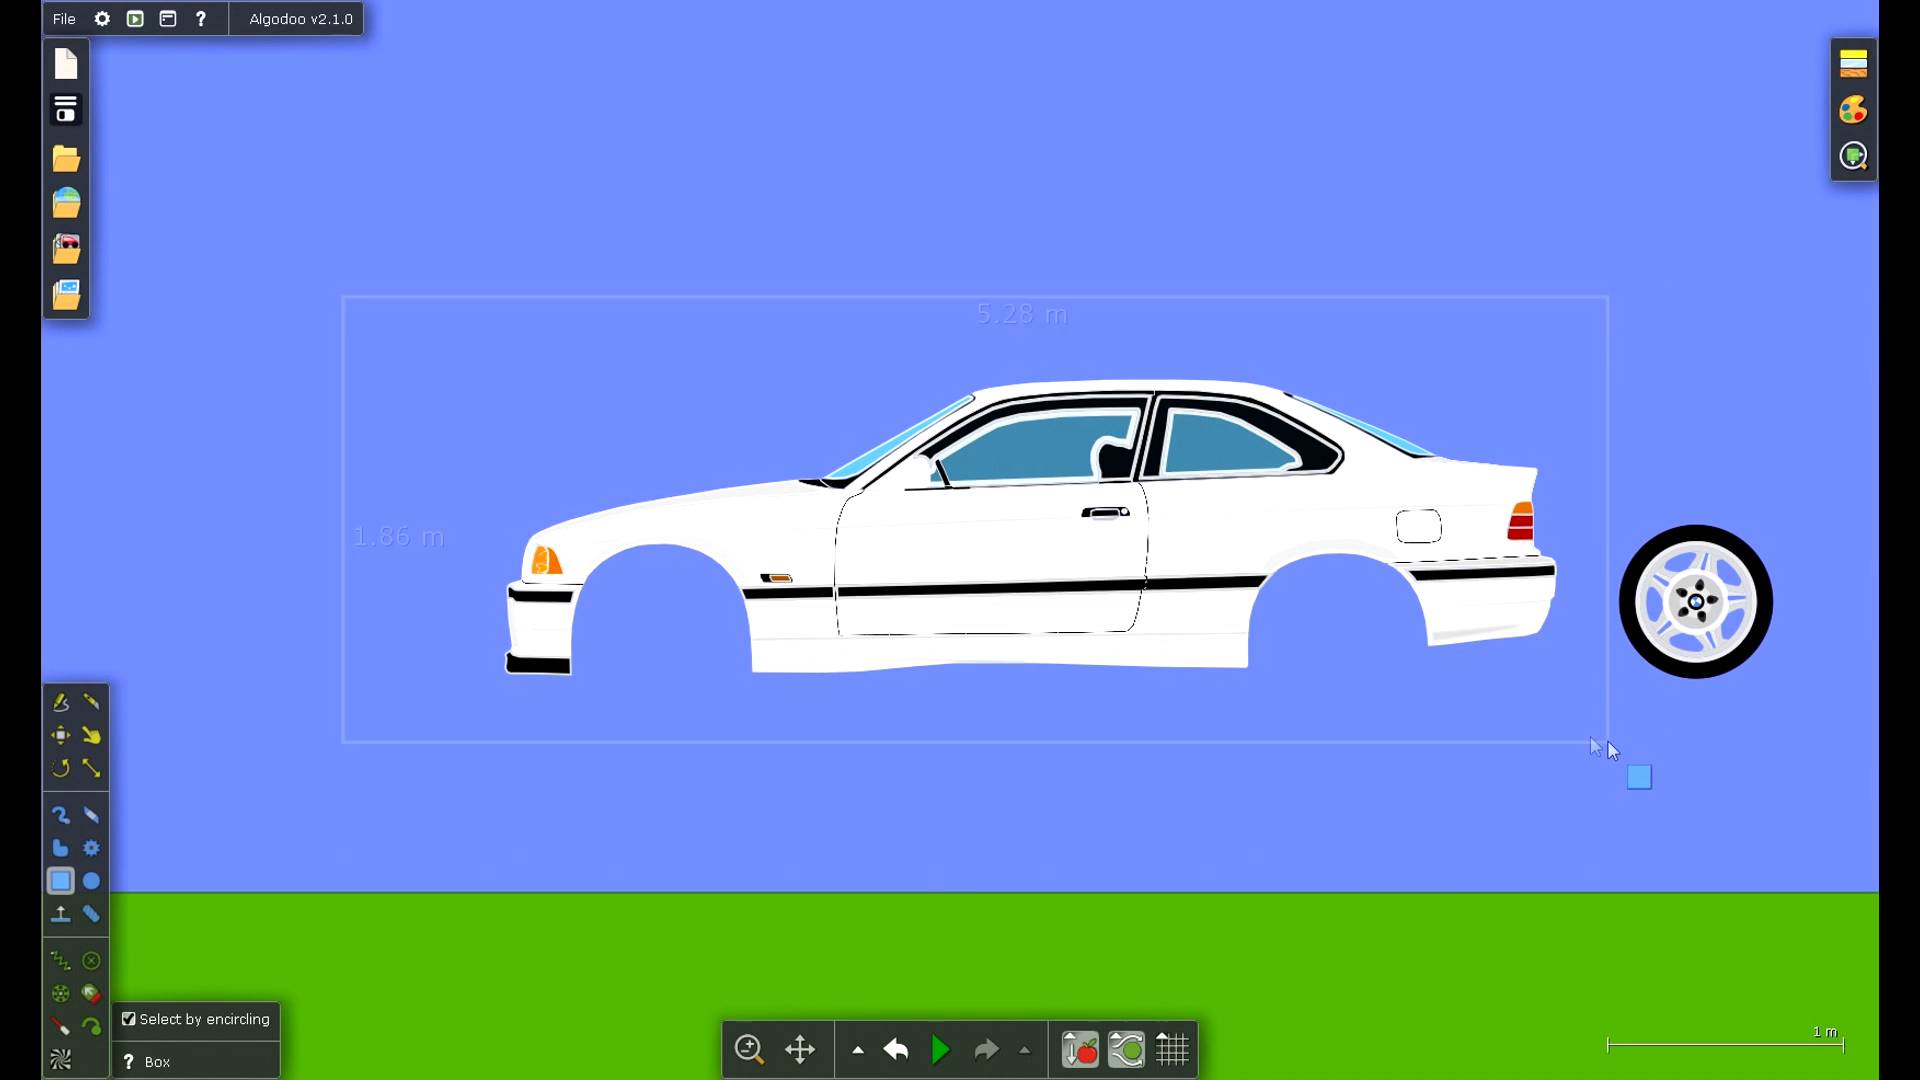 File ? Algodoo v2.1.0
5.28 m
1.86 m
Select by encircling
? Box
1 m